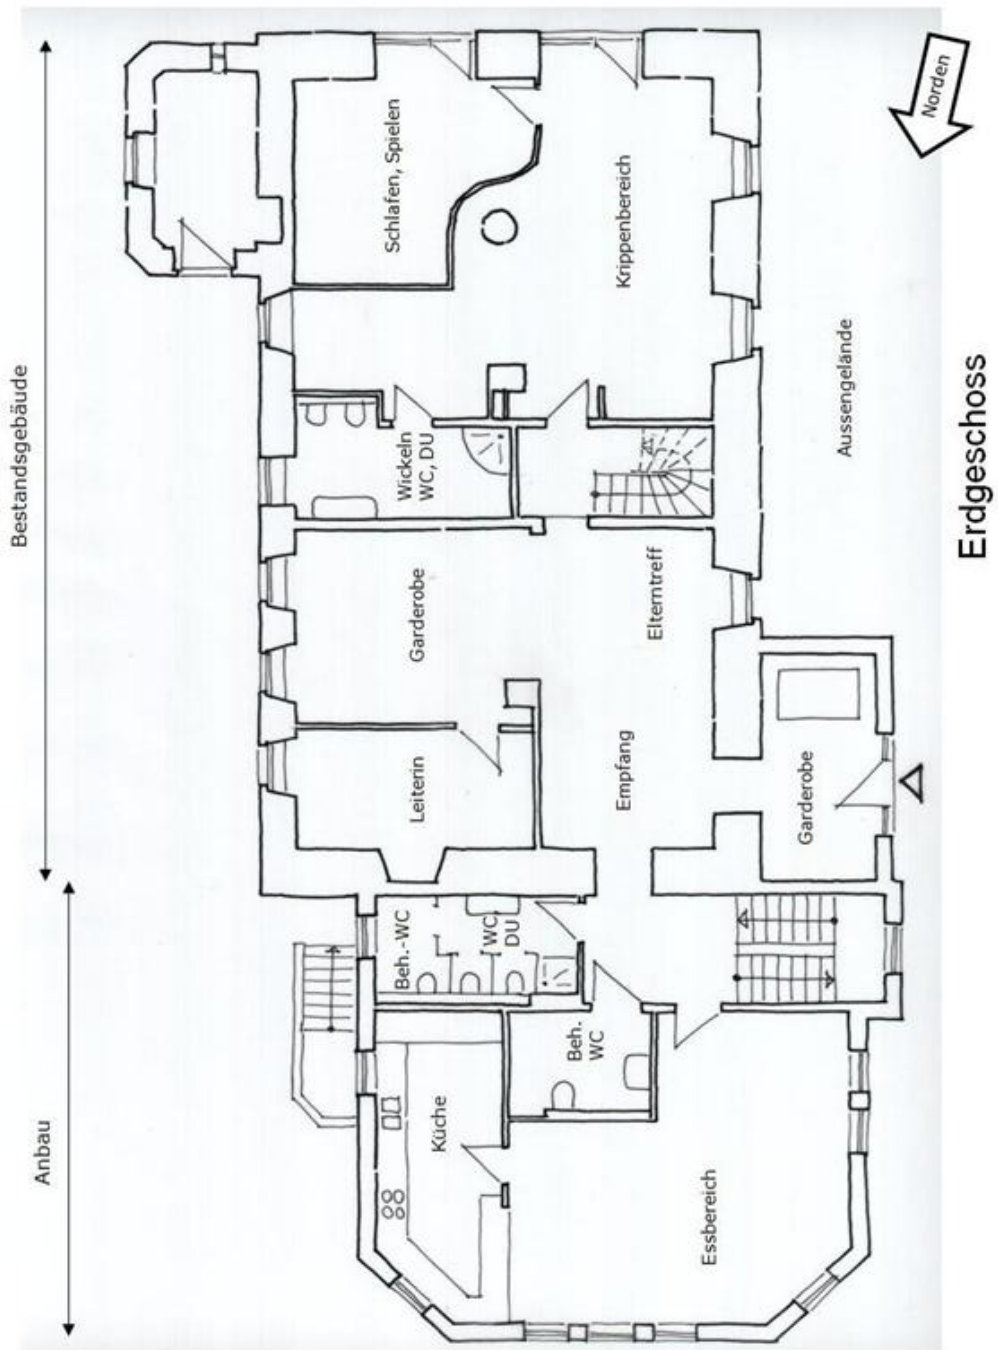 Bestandsgebäude
Anbau
Schlafen, Spielen
Krippenbereich
Wickeln
WC, DU
Garderobe
Elterntreff
Leiterin
Empfang
Garderobe
Beh.-WC
WC,
DU
Beh.
WC
Küche
Essbereich
Aussengelände
Norden
Erdgeschoss